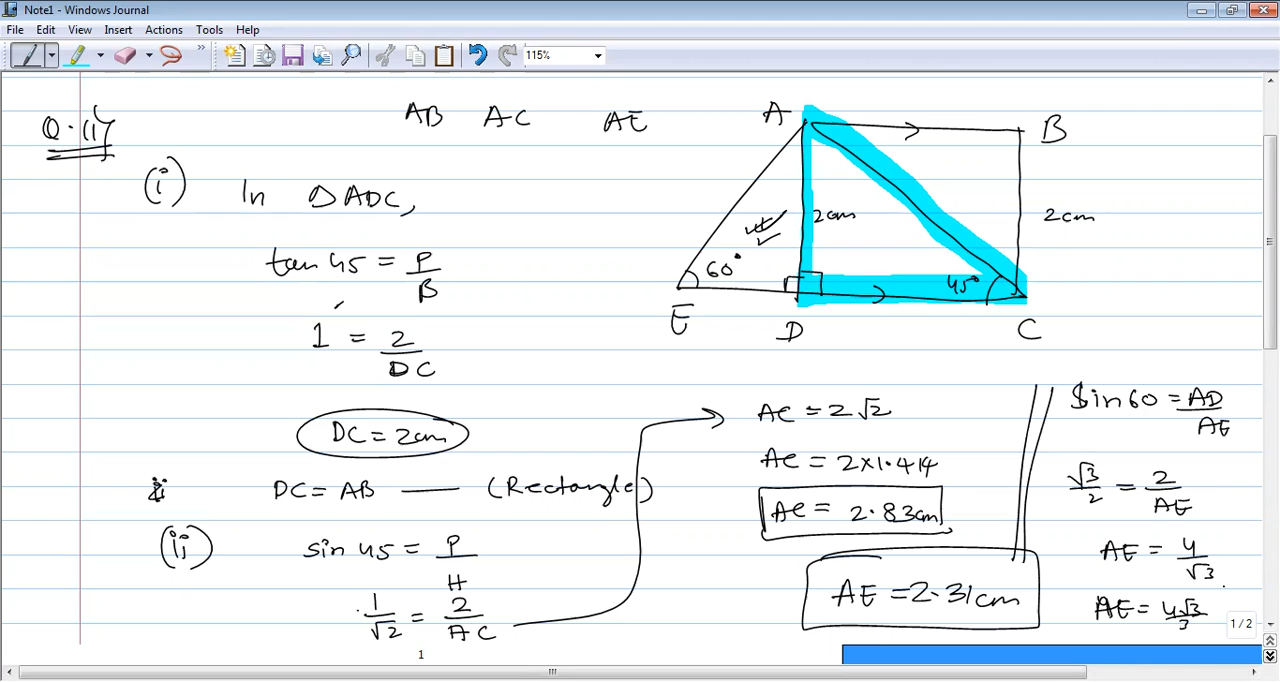 Note1 - Windows Journal
File Edit View Insert Actions Tools Help
115%
Q.11
AB AC AE
(i) In ΔADC,
tan 45 = P/B
1 = 2/DC
DC = 2cm
DC = AB — (Rectangle)
(ii) sin 45 = P/H
1/√2 = 2/AC
A B
2cm 2cm
60° 45°
E D C
AC = 2√2
AC = 2×1.414
AC = 2.83cm
AE = 2.31cm
Sin 60 = AD/AE
√3/2 = 2/AE
AE = 4/√3
AE = 4√3/3
1
1/2